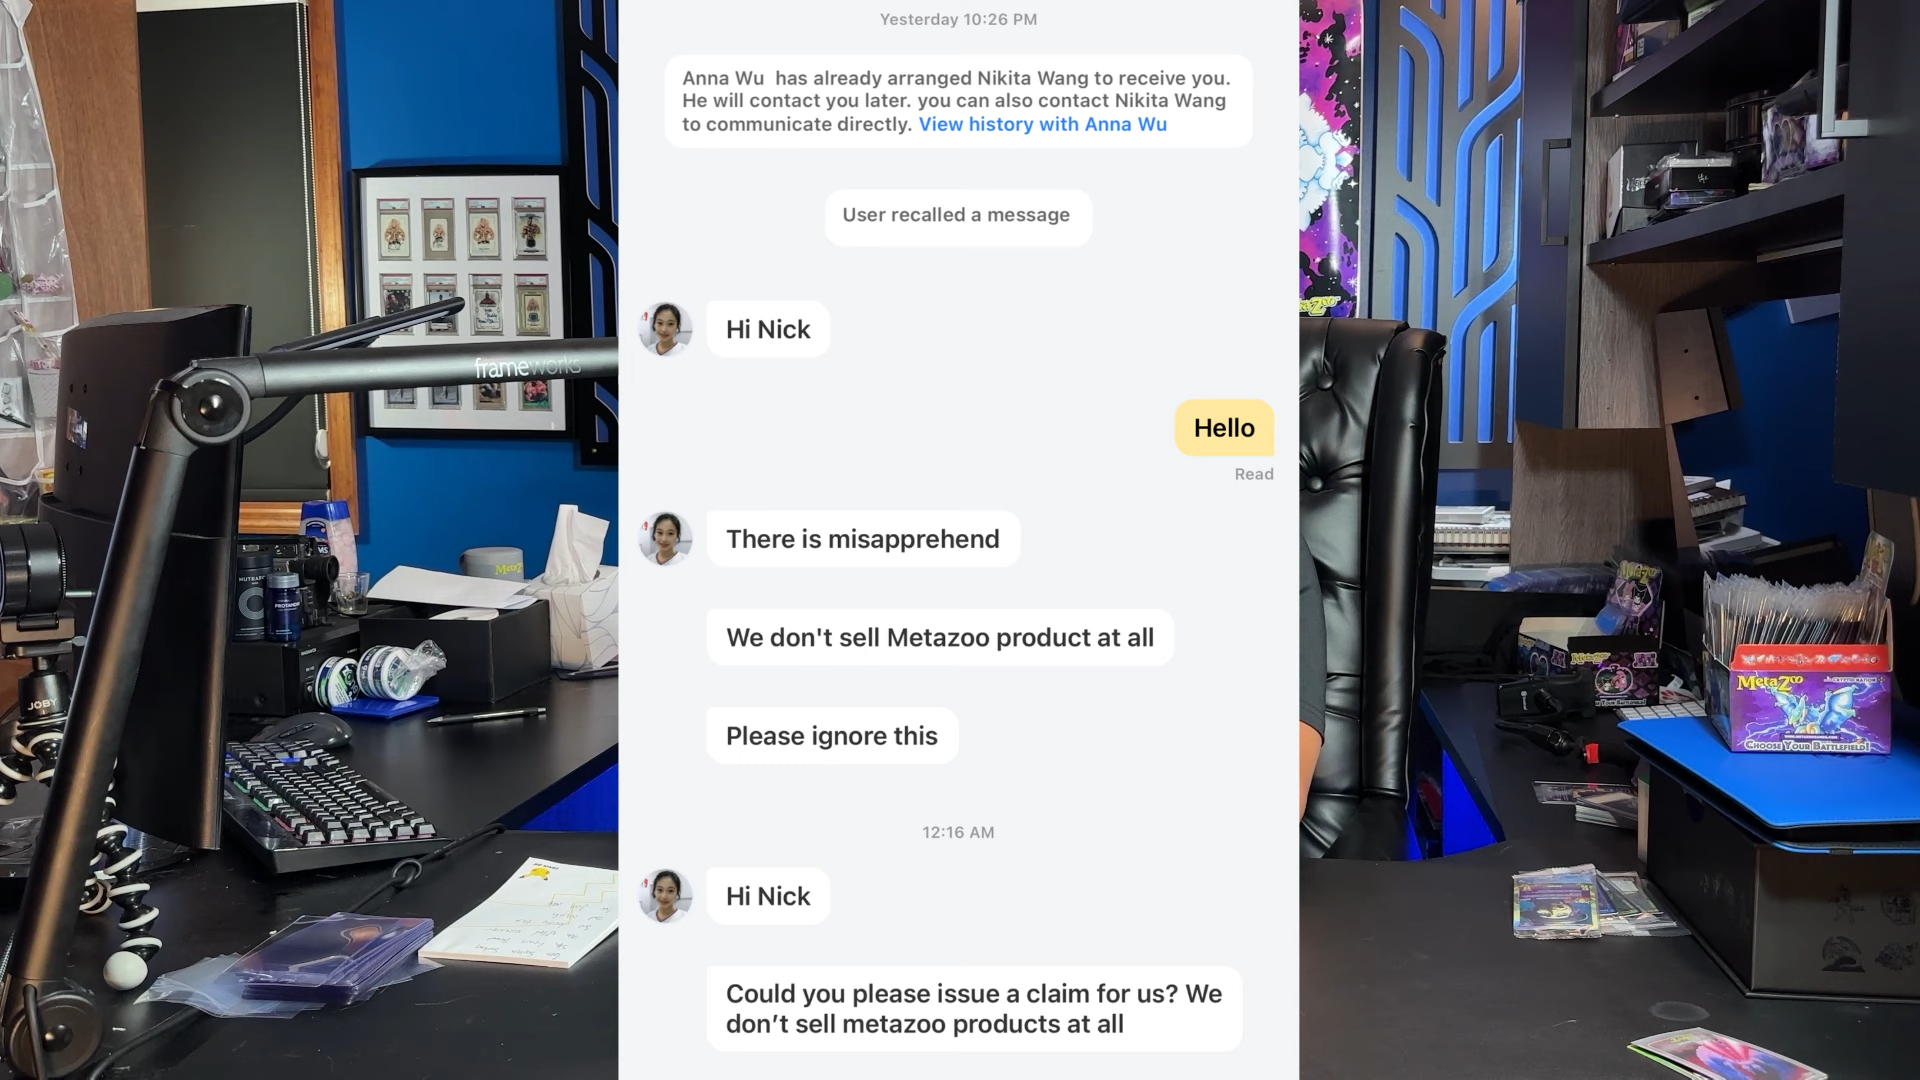 Yesterday 10:26 PM
Anna Wu  has already arranged Nikita Wang to receive you.
He will contact you later. you can also contact Nikita Wang
to communicate directly. View history with Anna Wu
User recalled a message
Hi Nick
Hello
Read
There is misapprehend
We don't sell Metazoo product at all
Please ignore this
12:16 AM
Hi Nick
Could you please issue a claim for us? We
don’t sell metazoo products at all
frameworks
JOBY
MetaZoo
CHOOSE YOUR BATTLEFIELD!